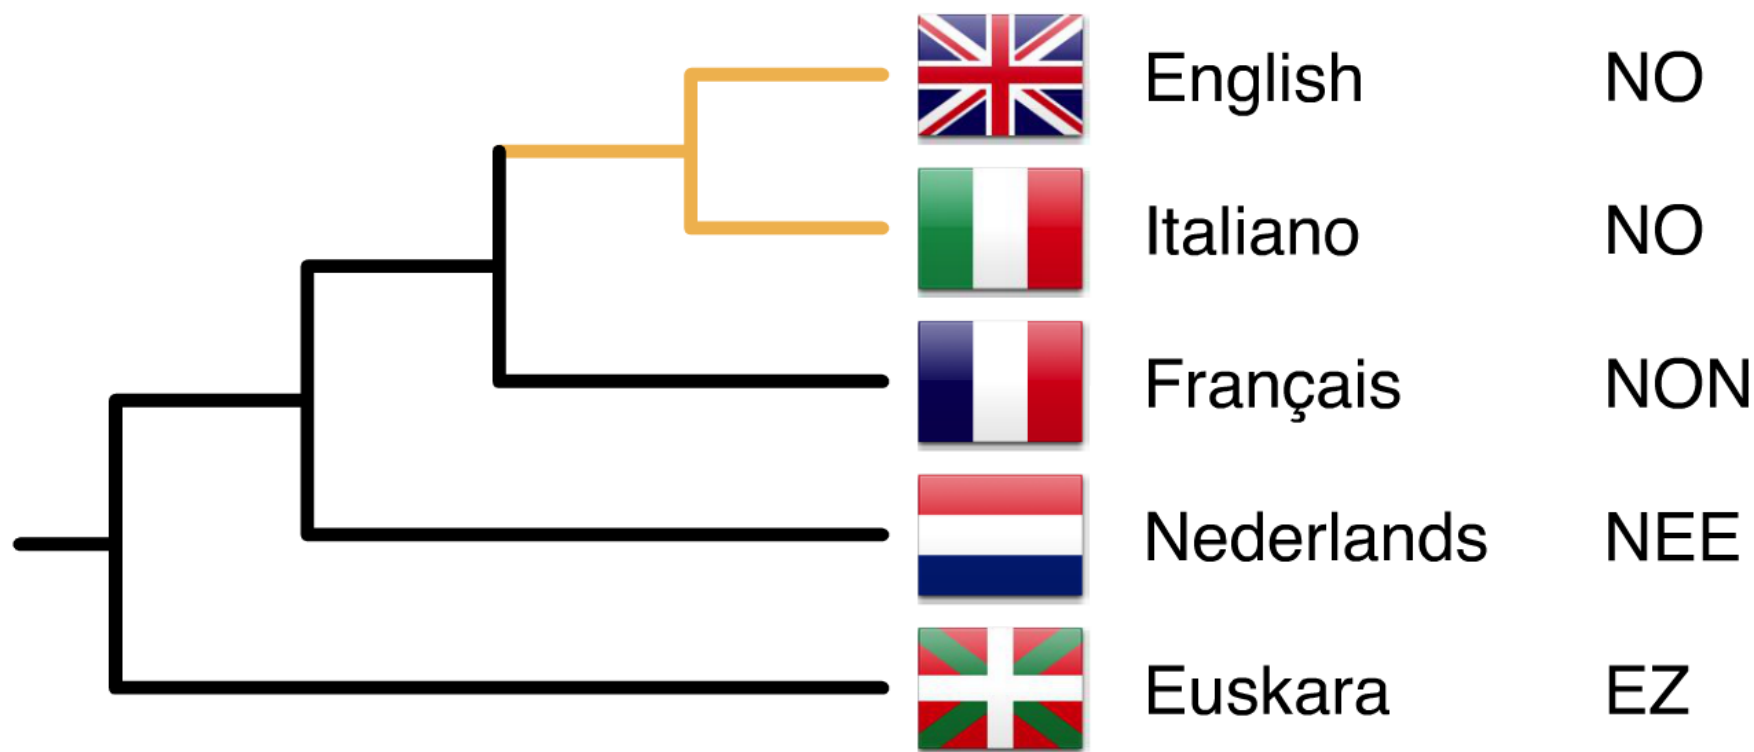 English NO
Italiano NO
Français NON
Nederlands NEE
Euskara EZ